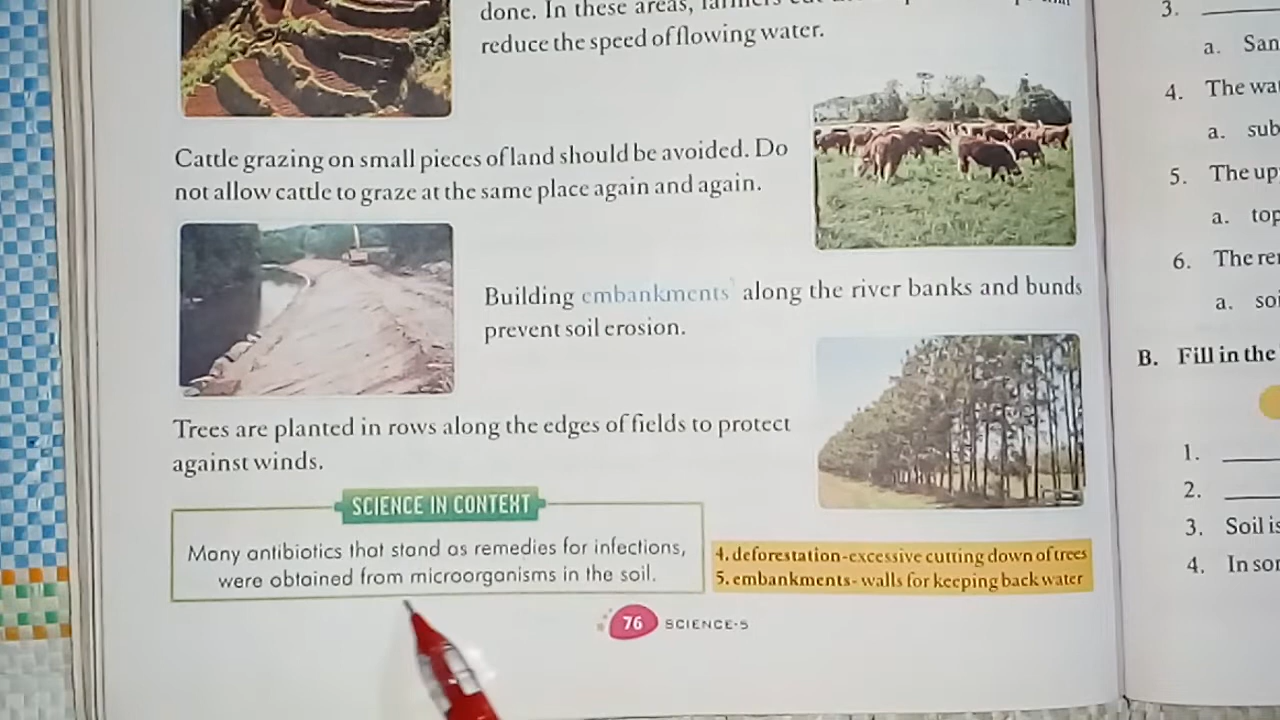 done. In these areas, farmers cut
reduce the speed of flowing water.
Cattle grazing on small pieces of land should be avoided. Do
not allow cattle to graze at the same place again and again.
Building embankments⁵ along the river banks and bunds
prevent soil erosion.
Trees are planted in rows along the edges of fields to protect
against winds.
SCIENCE IN CONTEXT
Many antibiotics that stand as remedies for infections,
were obtained from microorganisms in the soil.
4. deforestation-excessive cutting down of trees
5. embankments- walls for keeping back water
76 SCIENCE-5
3.
a. San
4. The wa
a. sub
5. The up
a. top
6. The re
a. so
B. Fill in the
1.
2.
3. Soil is
4. In so